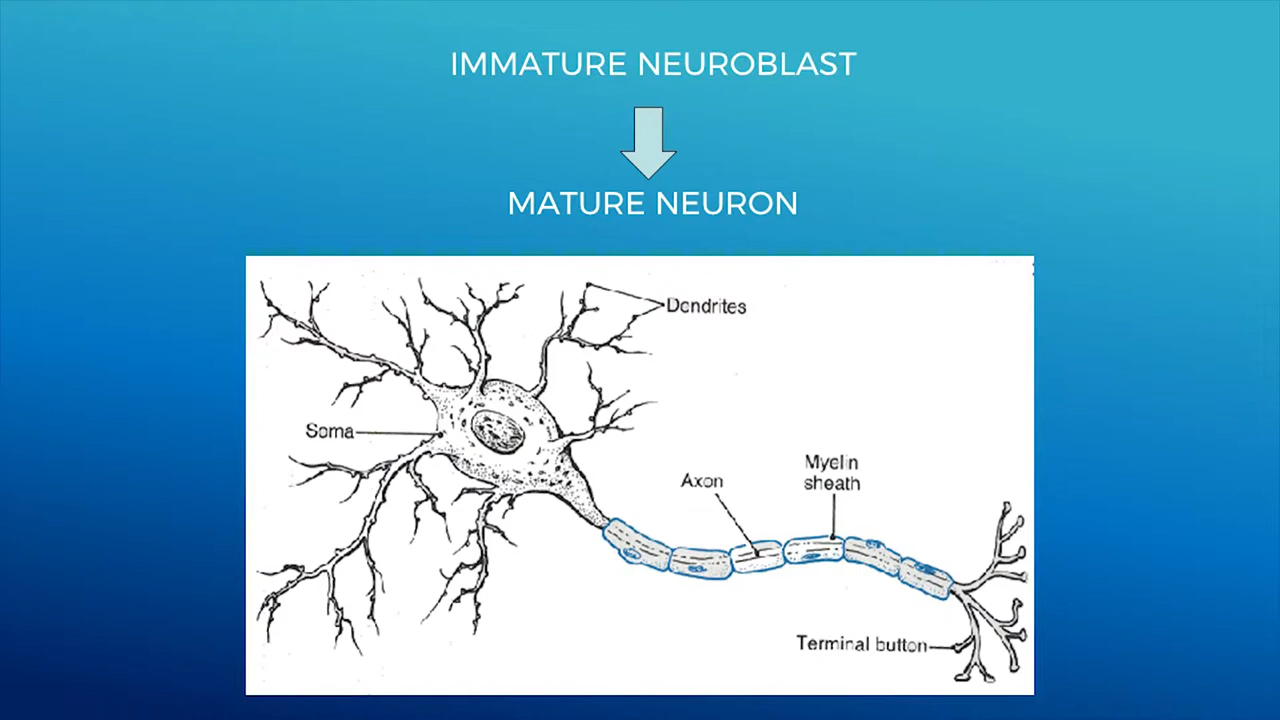 IMMATURE NEUROBLAST
MATURE NEURON
Dendrites
Soma
Axon
Myelin
sheath
Terminal button